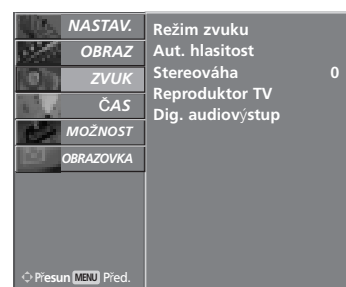 NASTAV.
OBRAZ
ZVUK
ČAS
MOŽNOST
OBRAZOVKA
Režim zvuku
Aut. hlasitost
Stereováha 0
Reproduktor TV
Dig. audiovýstup
Přesun MENU Před.